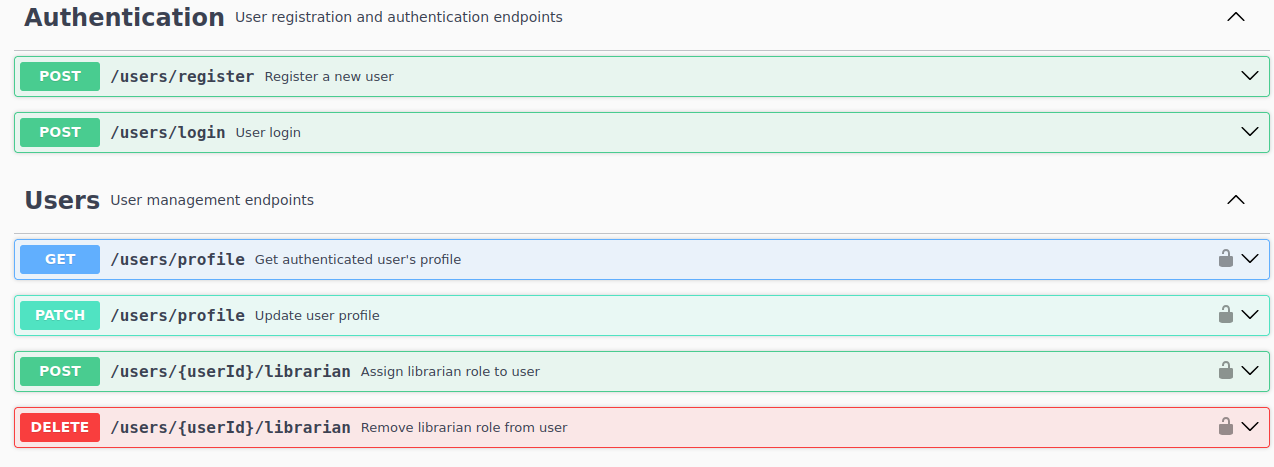 Authentication User registration and authentication endpoints
POST /users/register Register a new user
POST /users/login User login
Users User management endpoints
GET /users/profile Get authenticated user's profile
PATCH /users/profile Update user profile
POST /users/{userId}/librarian Assign librarian role to user
DELETE /users/{userId}/librarian Remove librarian role from user